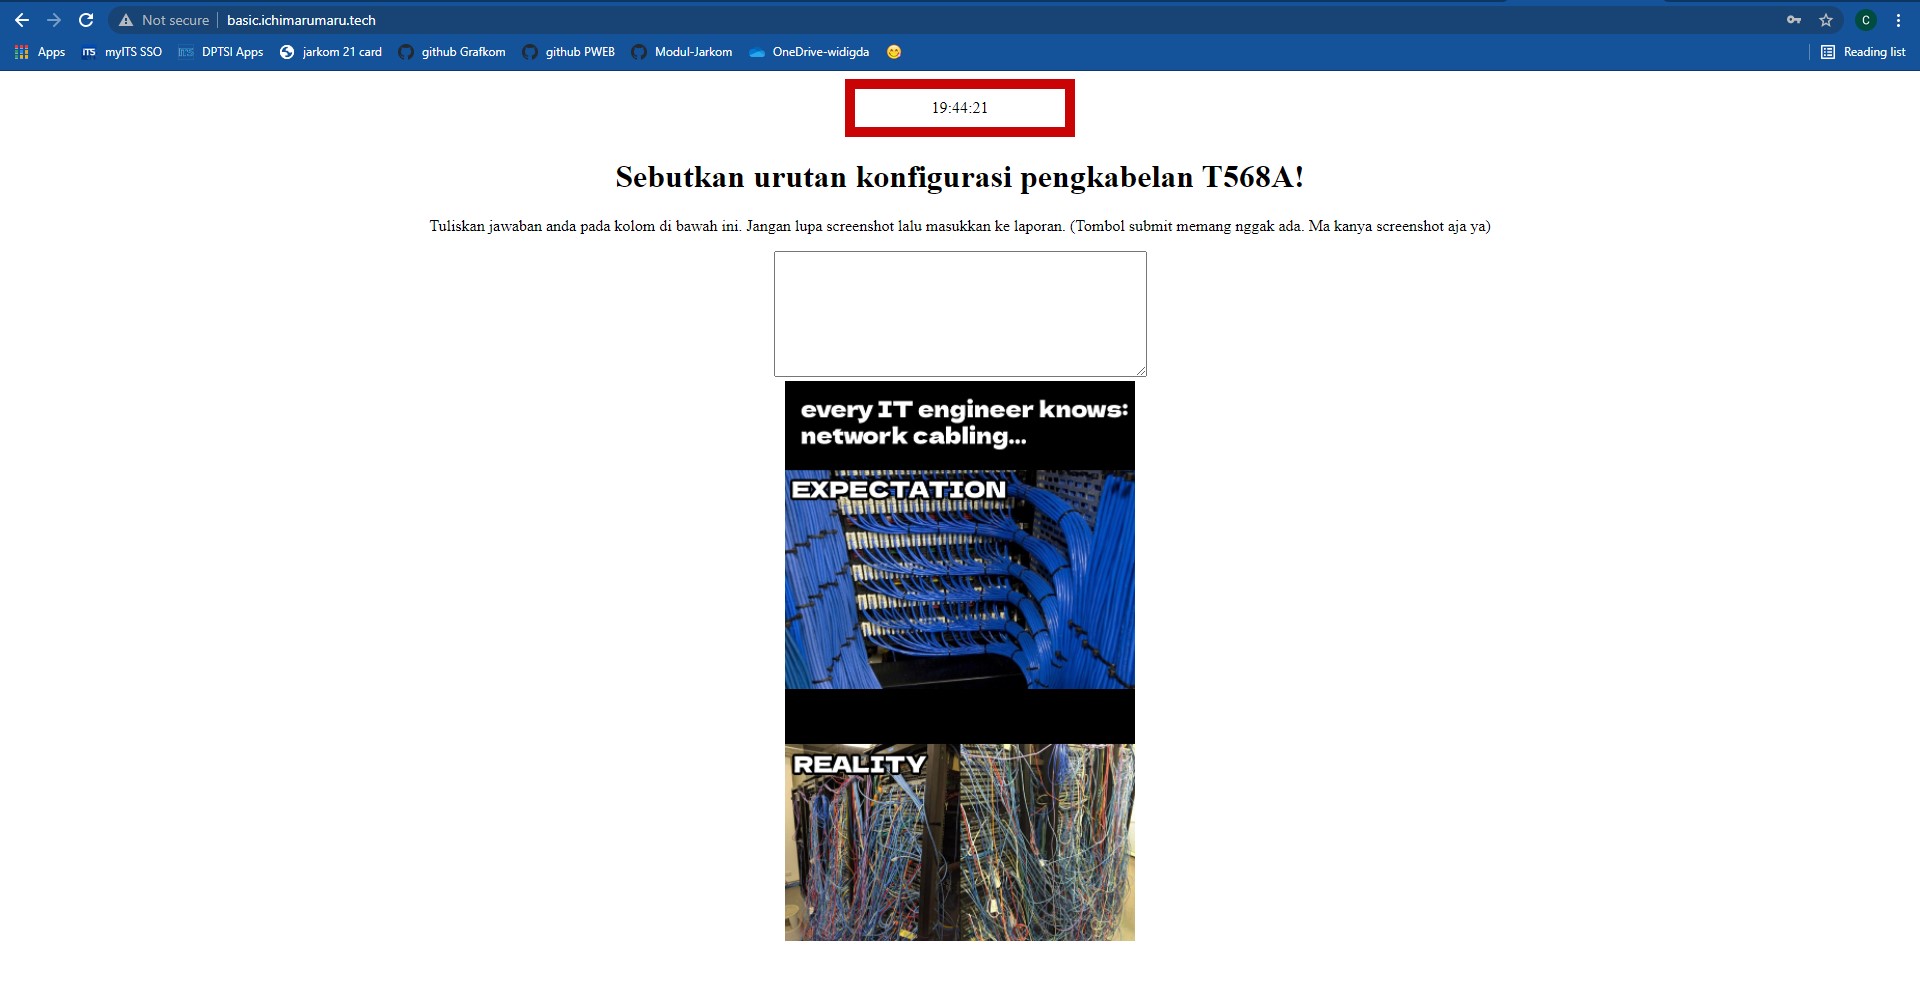 Not secure
basic.ichimarumaru.tech
C
Apps
ITS myITS SSO
DPTSI Apps
jarkom 21 card
github Grafkom
github PWEB
Modul-Jarkom
OneDrive-widigda
Reading list
19:44:21
Sebutkan urutan konfigurasi pengkabelan T568A!
Tuliskan jawaban anda pada kolom di bawah ini. Jangan lupa screenshot lalu masukkan ke laporan. (Tombol submit memang nggak ada. Ma kanya screenshot aja ya)
every IT engineer knows:
network cabling...
EXPECTATION
REALITY